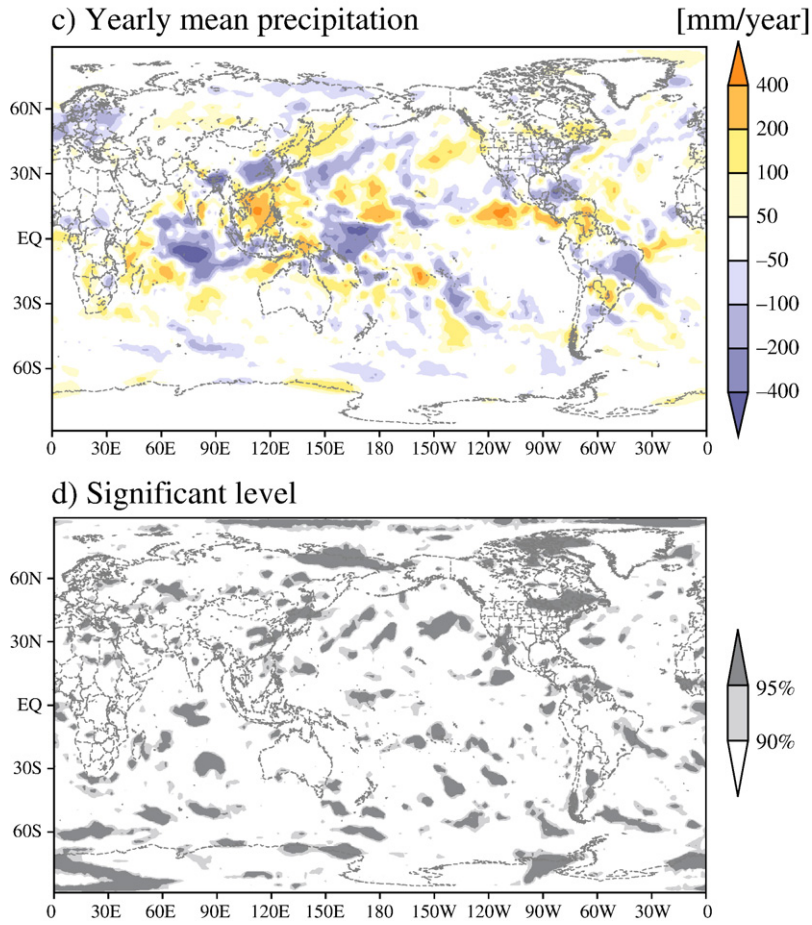 c) Yearly mean precipitation [mm/year]
60N
30N
EQ
30S
60S
0 30E 60E 90E 120E 150E 180 150W 120W 90W 60W 30W 0
400
200
100
50
−50
−100
−200
−400
d) Significant level
60N
30N
EQ
30S
60S
0 30E 60E 90E 120E 150E 180 150W 120W 90W 60W 30W 0
95%
90%